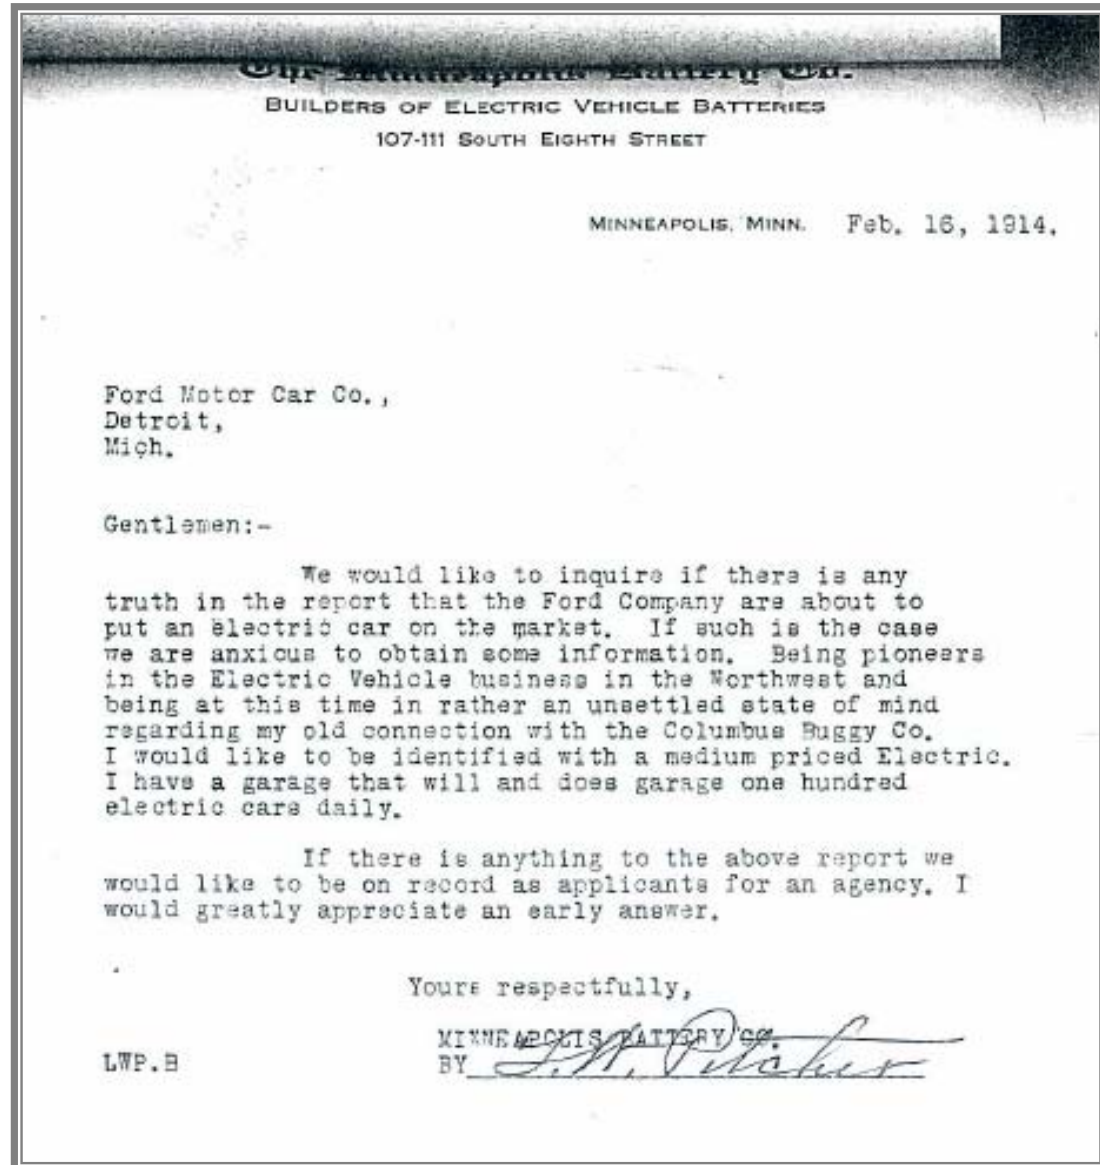 The Minneapolis Battery Co.
BUILDERS OF ELECTRIC VEHICLE BATTERIES
107-111 SOUTH EIGHTH STREET
MINNEAPOLIS, MINN. Feb. 16, 1914.
Ford Motor Car Co.,
Detroit,
Mich.
Gentlemen:-
We would like to inquire if there is any
truth in the report that the Ford Company are about to
put an electric car on the market. If such is the case
we are anxious to obtain some information. Being pioneers
in the Electric Vehicle business in the Northwest and
being at this time in rather an unsettled state of mind
regarding my old connection with the Columbus Buggy Co.
I would like to be identified with a medium priced Electric.
I have a garage that will and does garage one hundred
electric cars daily.
If there is anything to the above report we
would like to be on record as applicants for an agency. I
would greatly appreciate an early answer.
Yours respectfully,
MINNEAPOLIS BATTERY CO.
LWP.B BY L.W. Pitcher